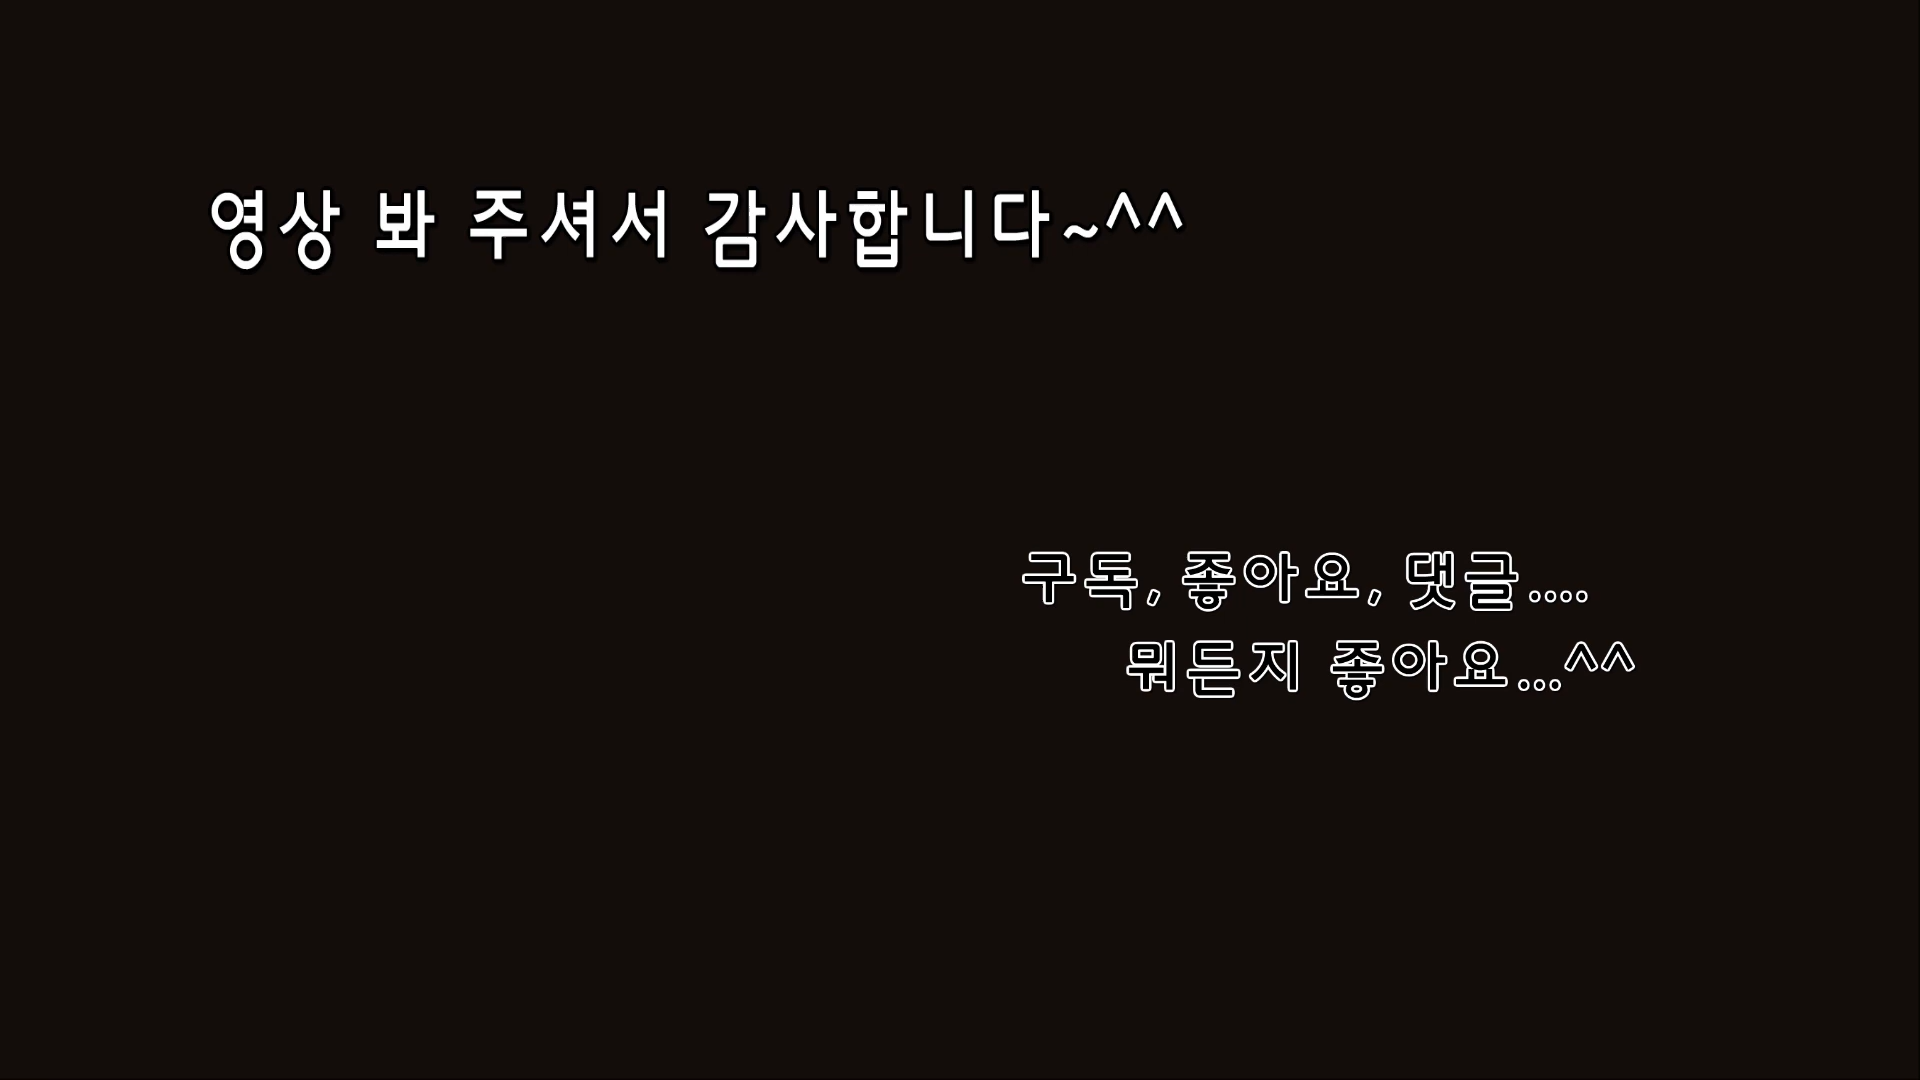 영상 봐 주셔서 감사합니다~^^
구독, 좋아요, 댓글....
뭐든지 좋아요...^^